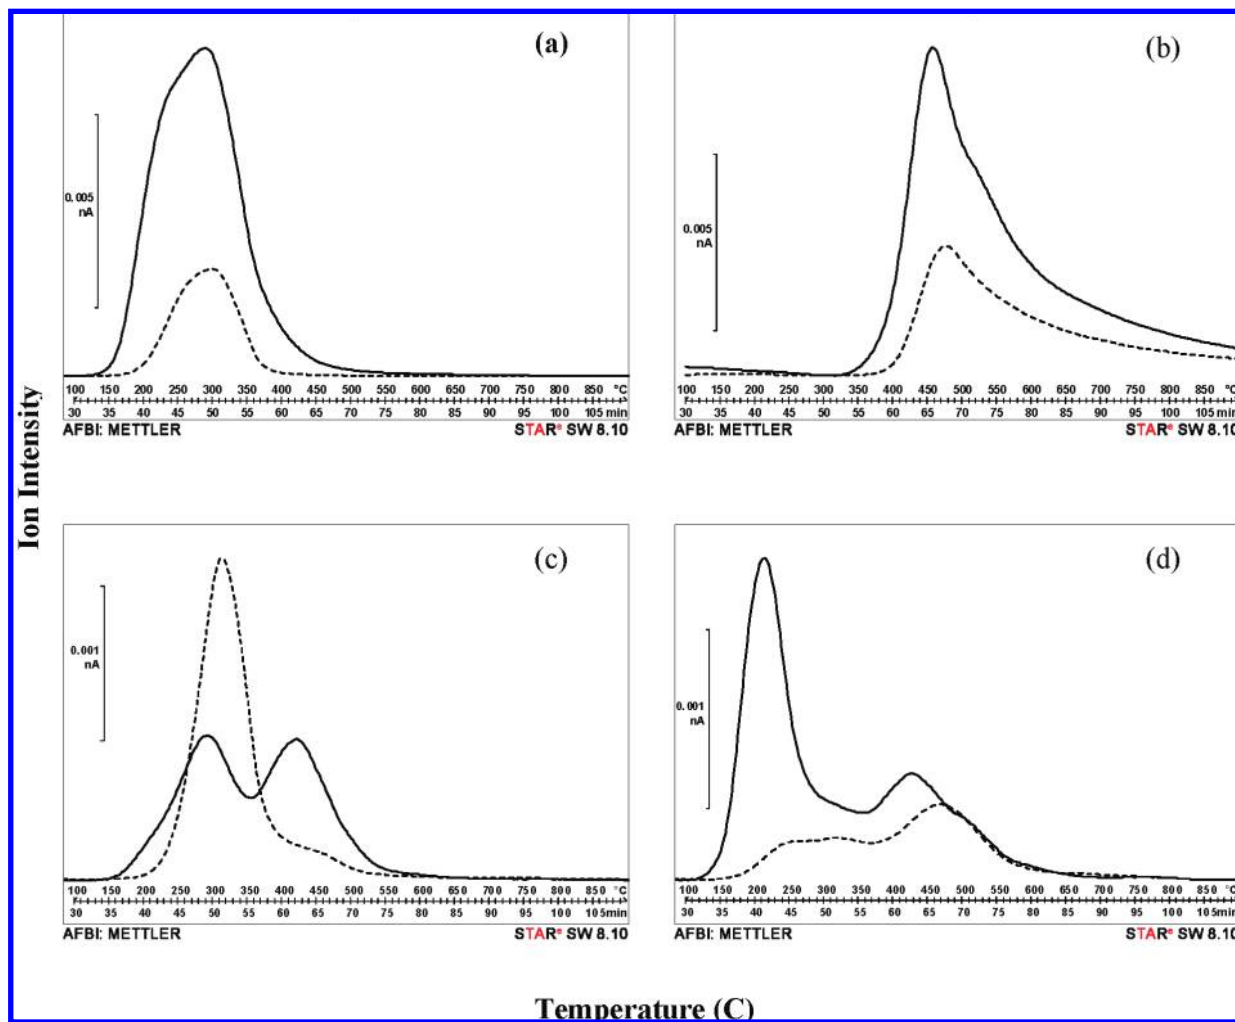 (a)
0.005
nA
100 150 200 250 300 350 400 450 500 550 600 650 700 750 800 850 °C
30 35 40 45 50 55 60 65 70 75 80 85 90 95 100 105 min
AFBI: METTLER STARe SW 8.10
(b)
0.005
nA
100 150 200 250 300 350 400 450 500 550 600 650 700 750 800 850 °C
30 35 40 45 50 55 60 65 70 75 80 85 90 95 100 105 min
AFBI: METTLER STARe SW 8.10
Ion Intensity
(c)
0.001
nA
100 150 200 250 300 350 400 450 500 550 600 650 700 750 800 850 °C
30 35 40 45 50 55 60 65 70 75 80 85 90 95 100 105 min
AFBI: METTLER STARe SW 8.10
(d)
0.001
nA
100 150 200 250 300 350 400 450 500 550 600 650 700 750 800 850 °C
30 35 40 45 50 55 60 65 70 75 80 85 90 95 100 105 min
AFBI: METTLER STARe SW 8.10
Temperature (C)